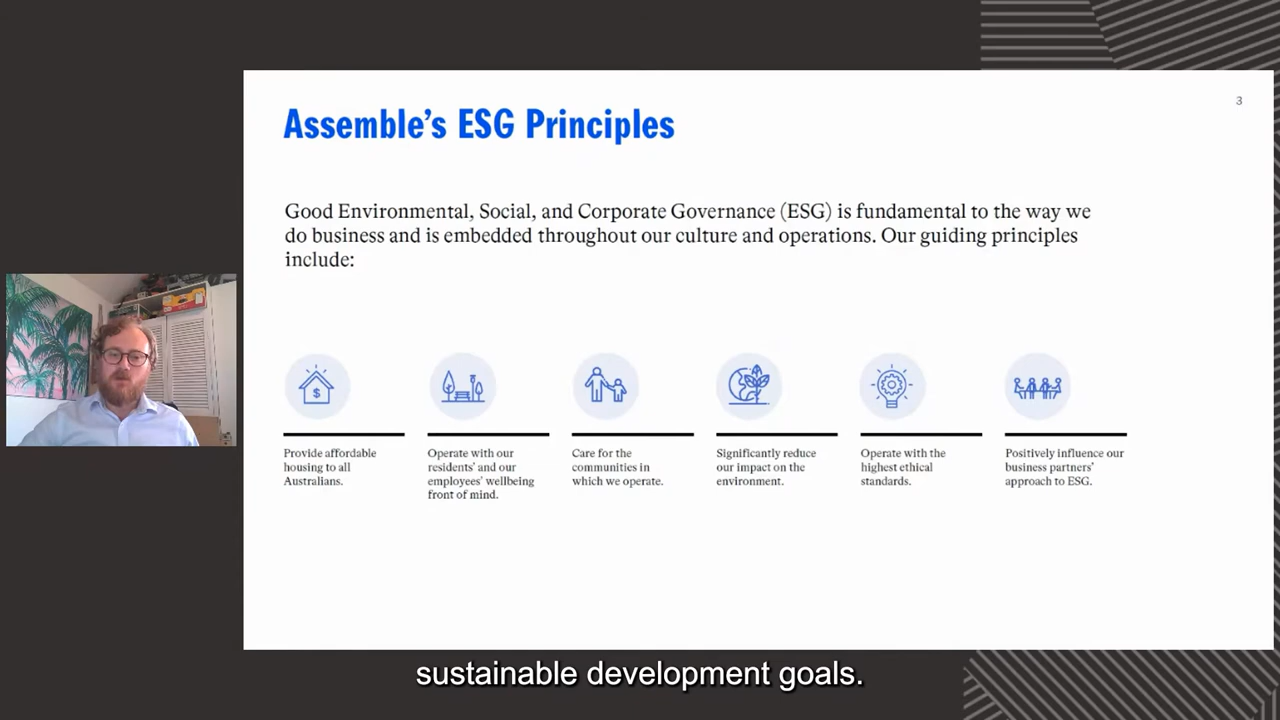 3
Assemble’s ESG Principles
Good Environmental, Social, and Corporate Governance (ESG) is fundamental to the way we
do business and is embedded throughout our culture and operations. Our guiding principles
include:
$
Provide affordable
housing to all
Australians.
Operate with our
residents’ and our
employees’ wellbeing
front of mind.
Care for the
communities in
which we operate.
Significantly reduce
our impact on the
environment.
Operate with the
highest ethical
standards.
Positively influence our
business partners’
approach to ESG.
sustainable development goals.